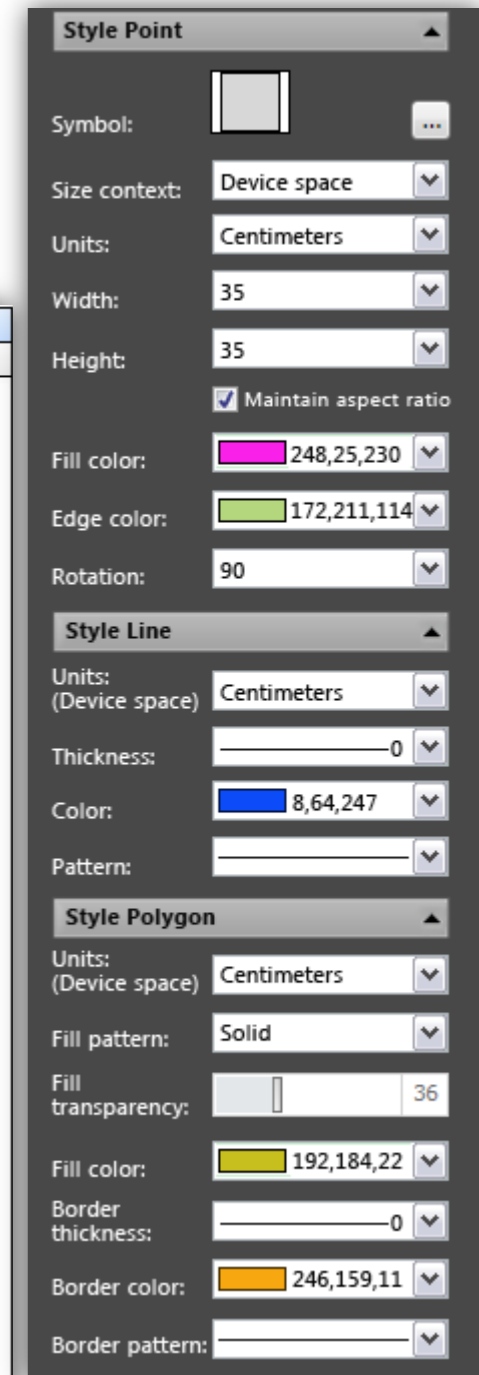 Style Point
Symbol: ...
Size context: Device space
Units: Centimeters
Width: 35
Height: 35
Maintain aspect ratio
Fill color: 248,25,230
Edge color: 172,211,114
Rotation: 90
Style Line
Units:
(Device space) Centimeters
Thickness: 0
Color: 8,64,247
Pattern:
Style Polygon
Units:
(Device space) Centimeters
Fill pattern: Solid
Fill
transparency: 36
Fill color: 192,184,22
Border
thickness: 0
Border color: 246,159,11
Border pattern: